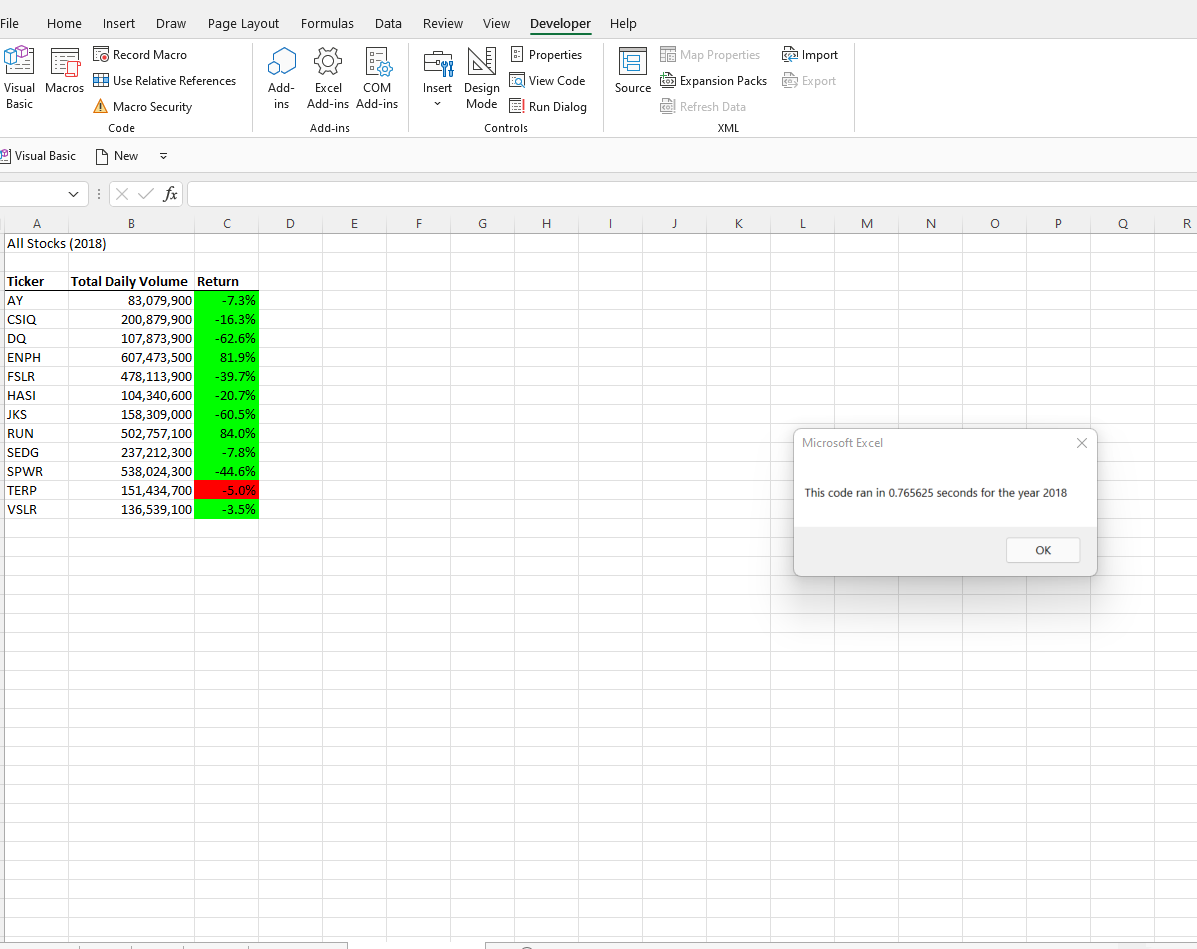 File Home Insert Draw Page Layout Formulas Data Review View Developer Help
Visual Basic
Macros
Record Macro
Use Relative References
Macro Security
Code
Add-ins
Excel Add-ins
COM Add-ins
Add-ins
Insert
Design Mode
Properties
View Code
Run Dialog
Controls
Source
Map Properties
Expansion Packs
Refresh Data
Import
Export
XML
Visual Basic New
fx
A B C D E F G H I J K L M N O P Q R
All Stocks (2018)
Ticker Total Daily Volume Return
AY 83,079,900 -7.3%
CSIQ 200,879,900 -16.3%
DQ 107,873,900 -62.6%
ENPH 607,473,500 81.9%
FSLR 478,113,900 -39.7%
HASI 104,340,600 -20.7%
JKS 158,309,000 -60.5%
RUN 502,757,100 84.0%
SEDG 237,212,300 -7.8%
SPWR 538,024,300 -44.6%
TERP 151,434,700 -5.0%
VSLR 136,539,100 -3.5%
Microsoft Excel
This code ran in 0.765625 seconds for the year 2018
OK